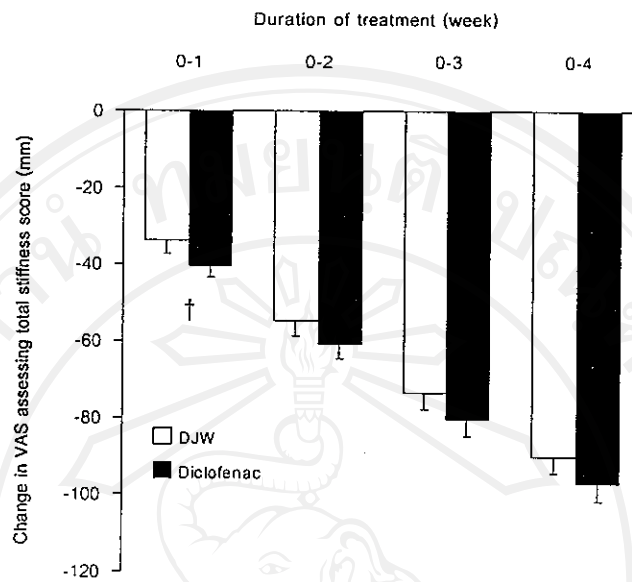 Duration of treatment (week)
0-1 0-2 0-3 0-4
Change in VAS assessing total stiffness score (mm)
0
-20
-40
†
-60
-80
DJW
Diclofenac
-100
-120